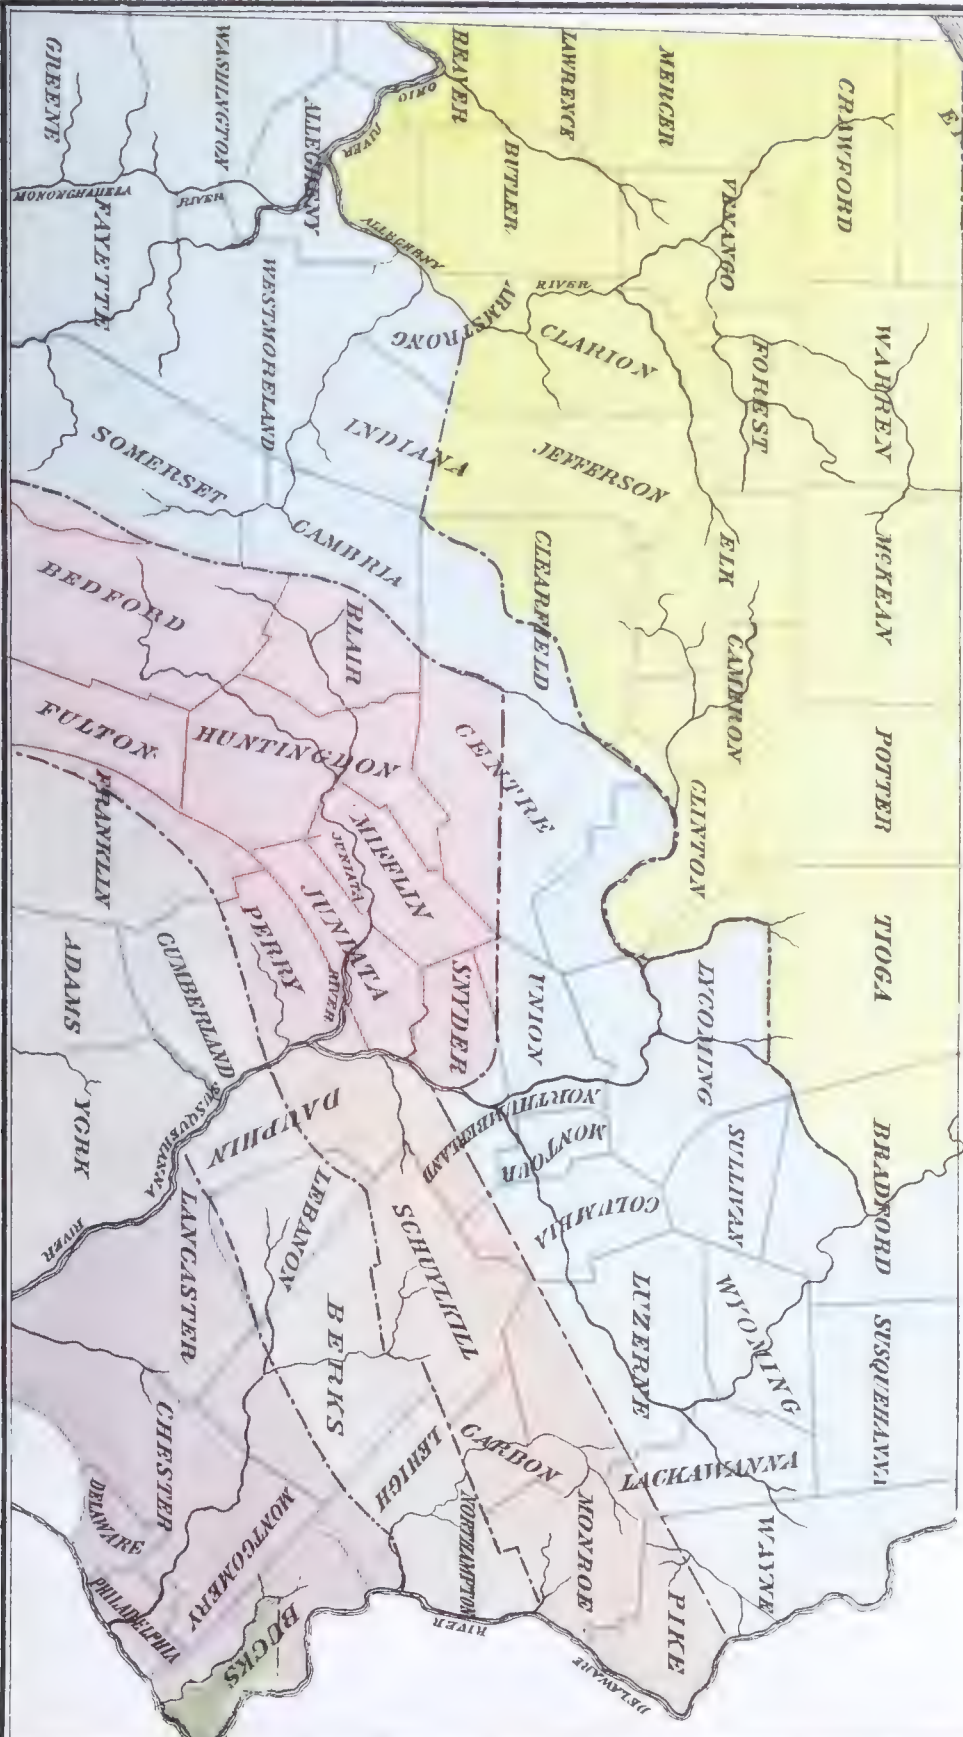 CRAWFORD
WARREN
McKEAN
POTTER
TIOGA
BRADFORD
SUSQUEHANNA
WAYNE
MERCER
VENANGO
FOREST
ELK
CAMERON
CLINTON
LYCOMING
SULLIVAN
WYOMING
LACKAWANNA
PIKE
LAWRENCE
BUTLER
CLARION
JEFFERSON
CLEARFIELD
CENTRE
UNION
MONTOUR
COLUMBIA
LUZERNE
MONROE
BEAVER
ARMSTRONG
INDIANA
CAMBRIA
BLAIR
HUNTINGDON
MIFFLIN
JUNIATA
JUNIATA
RIVER
SNYDER
NORTHUMBERLAND
SCHUYLKILL
CARBON
NORTHAMPTON
OHIO
RIVER
ALLEGHENY
RIVER
ALLEGHENY
WESTMORELAND
PERRY
DAUPHIN
LEBANON
BERKS
LEHIGH
WASHINGTON
SOMERSET
BEDFORD
FULTON
FRANKLIN
CUMBERLAND
SUSQUEHANNA
RIVER
LANCASTER
CHESTER
MONTGOMERY
BUCKS
GREENE
MONONGHAHELA
RIVER
FAYETTE
ADAMS
YORK
DELAWARE
PHILADELPHIA
DELAWARE
RIVER